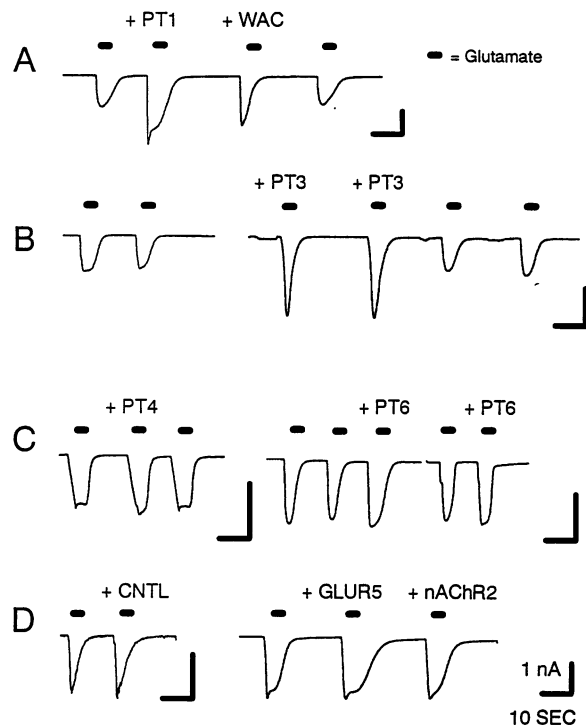 + PT1 + WAC
A
= Glutamate
+ PT3 + PT3
B
+ PT4 + PT6 + PT6
C
+ CNTL + GLUR5 + nAChR2
D
1 nA
10 SEC